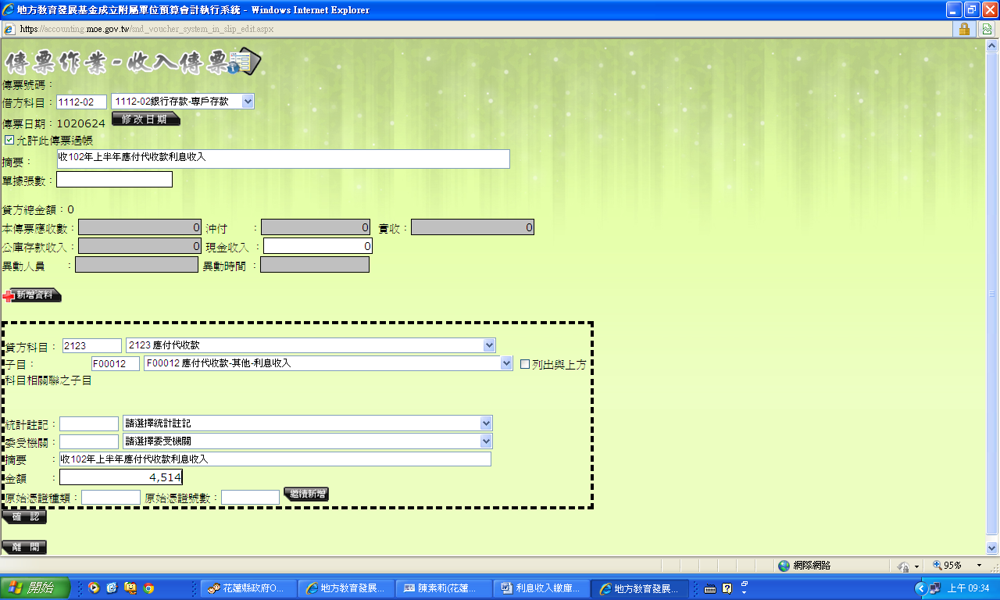 地方教育發展基金成立附屬單位預算會計執行系統 - Windows Internet Explorer
https://accounting.moe.gov.tw/snd_voucher_system_in_slip_edit.aspx
傳票作業-收入傳票
傳票號碼：
借方科目： 1112-02 1112-02銀行存款-專戶存款
傳票日期：1020624 修改日期
允許此傳票過帳
摘要： 收102年上半年應付代收款利息收入
單據張數：
貸方總金額：0
本傳票應收數： 0 沖付 ： 0 實收： 0
公庫存款收入： 0 現金收入 ： 0
異動人員 ： 異動時間 ：
新增資料
貸方科目： 2123 2123 應付代收款
子目： F00012 F00012 應付代收款-其他-利息收入 列出與上方
科目相關聯之子目
統計註記： 請選擇統計註記
委受機關： 請選擇委受機關
摘要 ： 收102年上半年應付代收款利息收入
金額 ： 4,514
原始憑證種類： 原始憑證號數： 繼續新增
確 認
離 開
網際網路 95%
開始 花蓮縣政府O... 地方教育發展... 陳素莉(花蓮... 利息收入繳庫... 地方教育發展... 上午 09:34